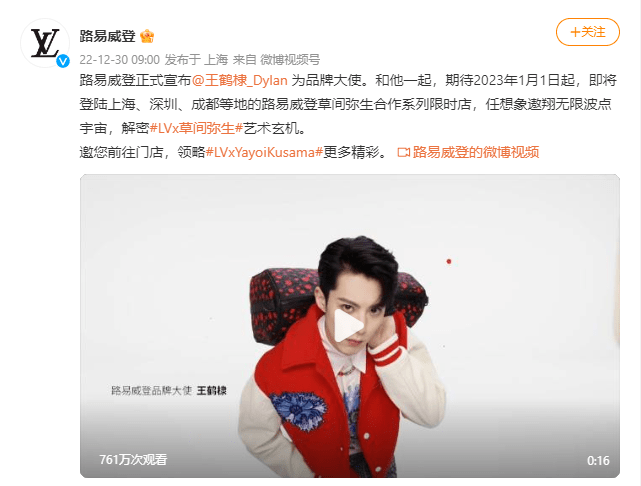 路易威登
+关注
22-12-30 09:00 发布于 上海 来自 微博视频号
路易威登正式宣布@王鹤棣_Dylan 为品牌大使。和他一起，期待2023年1月1日起，即将
登陆上海、深圳、成都等地的路易威登草间弥生合作系列限时店，任想象遨翔无限波点
宇宙，解密#LVx草间弥生#艺术玄机。
邀您前往门店，领略#LVxYayoiKusama#更多精彩。 路易威登的微博视频
路易威登品牌大使 王鹤棣
761万次观看
0:16